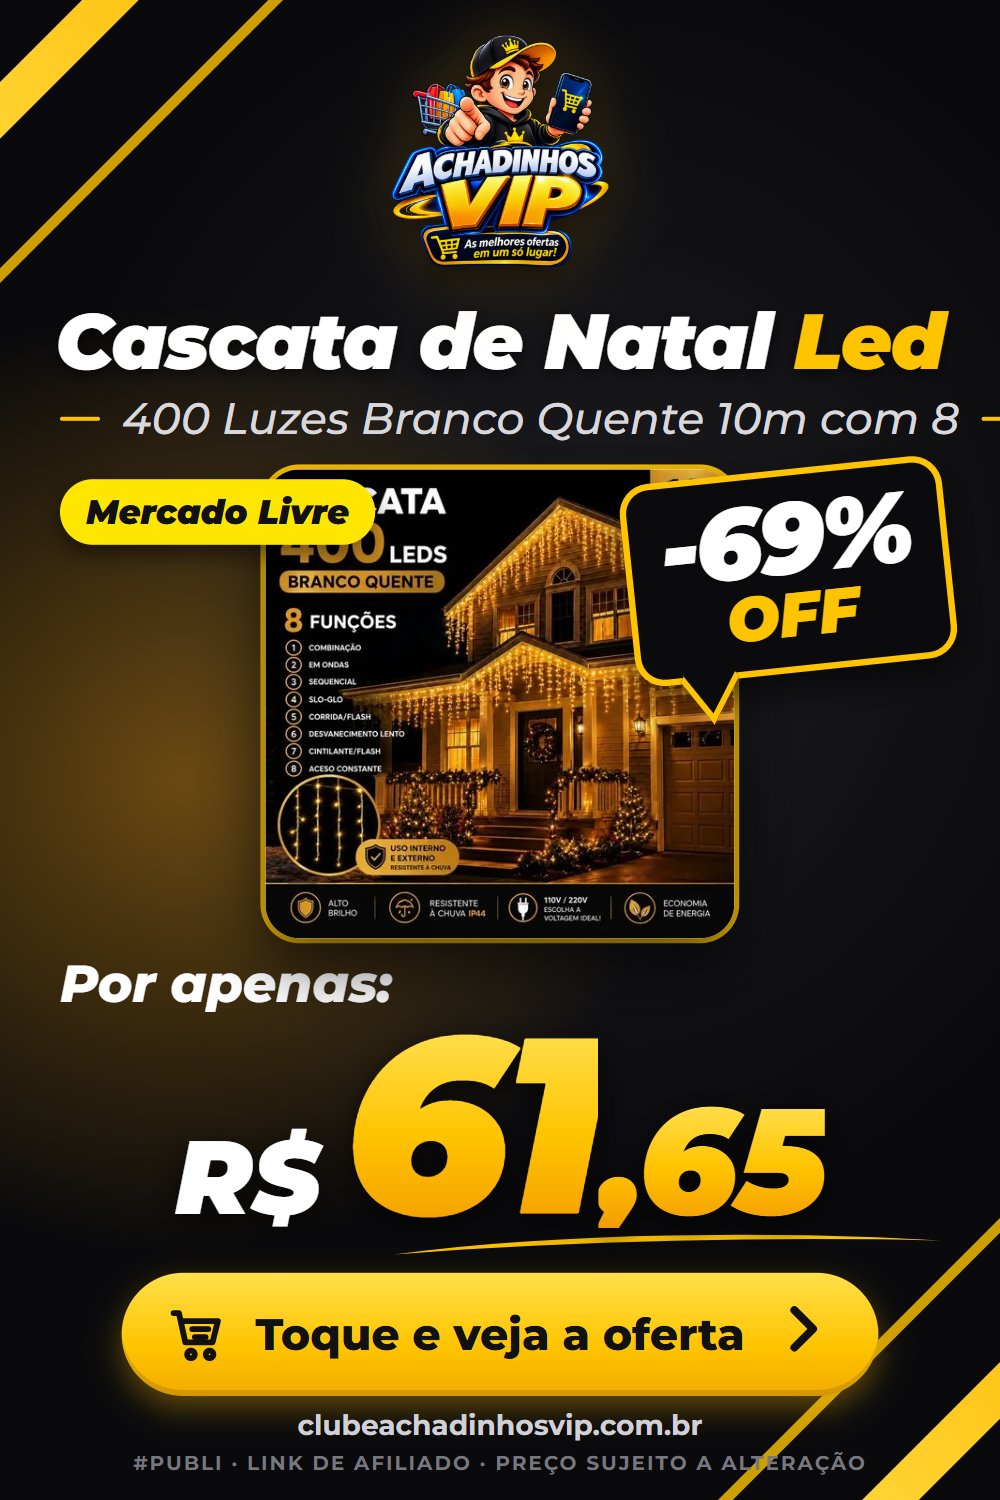 ACHADINHOS
VIP
As melhores ofertas
em um só lugar!
Cascata de Natal Led
400 Luzes Branco Quente 10m com 8
Mercado Livre
-69%
OFF
CATA
400 LEDS
BRANCO QUENTE
8 FUNÇÕES
1 COMBINAÇÃO
2 EM ONDAS
3 SEQUENCIAL
4 SLO-GLO
5 CORRIDA/FLASH
6 DESVANECIMENTO LENTO
7 CINTILANTE/FLASH
8 ACESO CONSTANTE
USO INTERNO
E EXTERNO
RESISTENTE À CHUVA
ALTO
BRILHO
RESISTENTE
À CHUVA IP44
110V / 220V
ESCOLHA A
VOLTAGEM IDEAL!
ECONOMIA
DE ENERGIA
Por apenas:
R$ 61,65
Toque e veja a oferta
clubeachadinhosvip.com.br
#PUBLI · LINK DE AFILIADO · PREÇO SUJEITO A ALTERAÇÃO